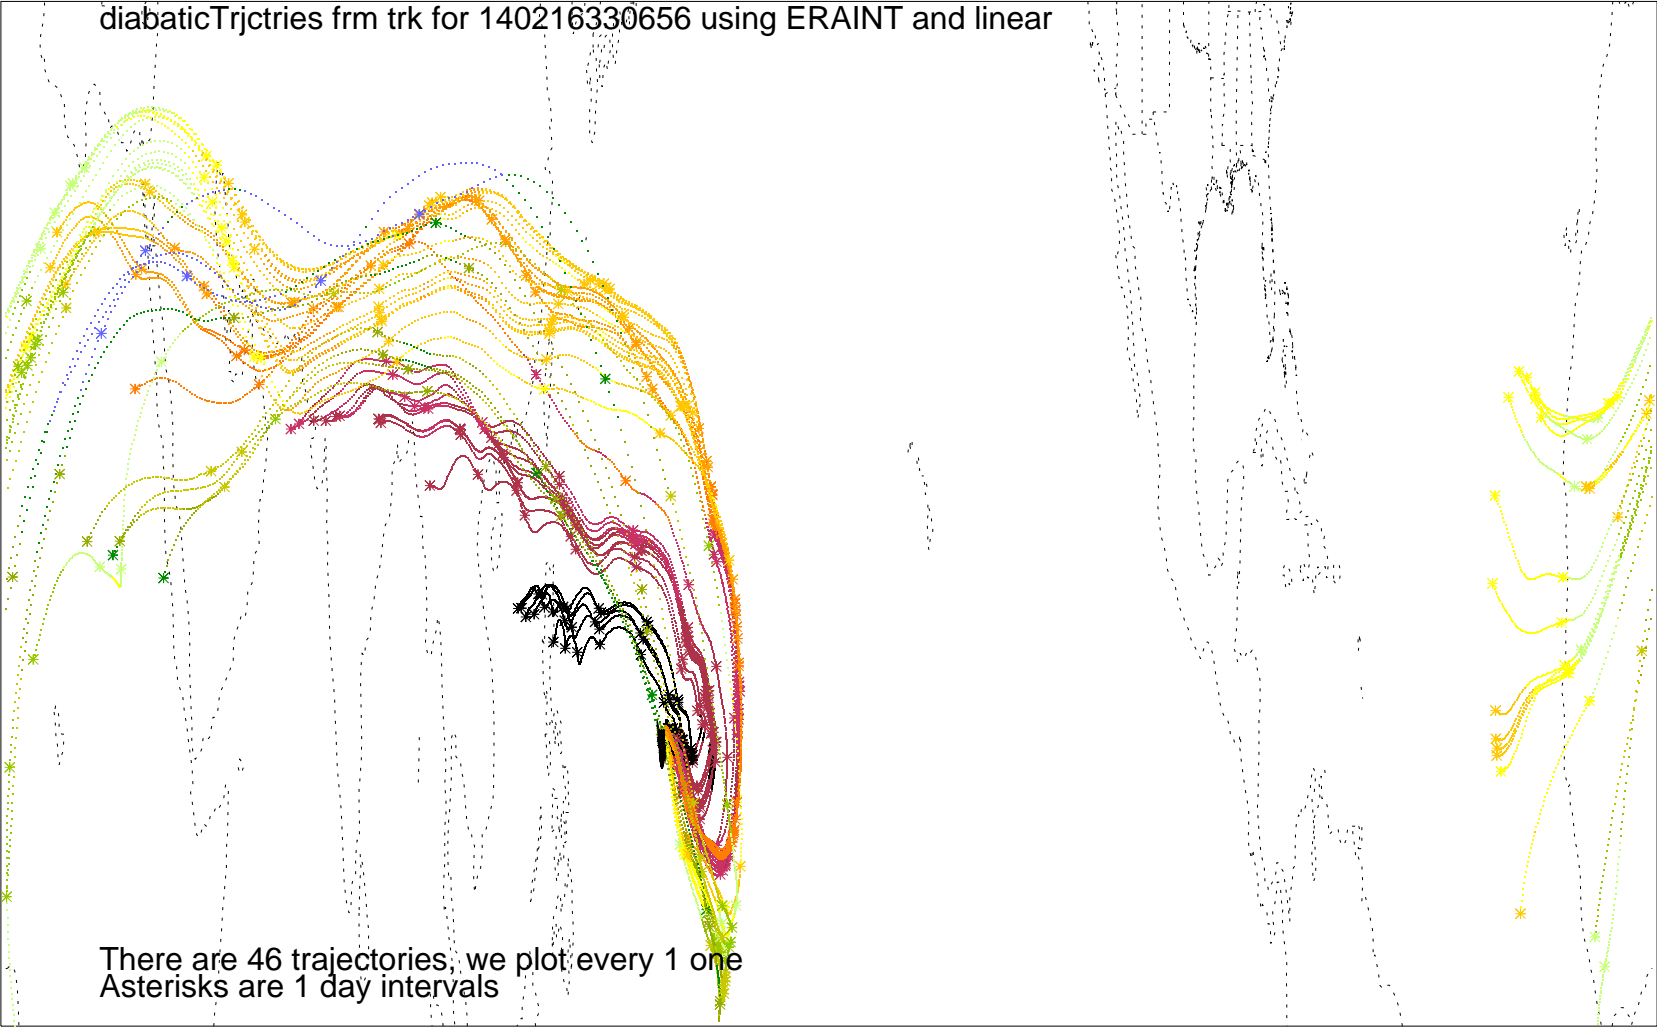 diabaticTrjctries frm trk for 140216330656 using ERAINT and linear
There are 46 trajectories, we plot every 1 one
Asterisks are 1 day intervals